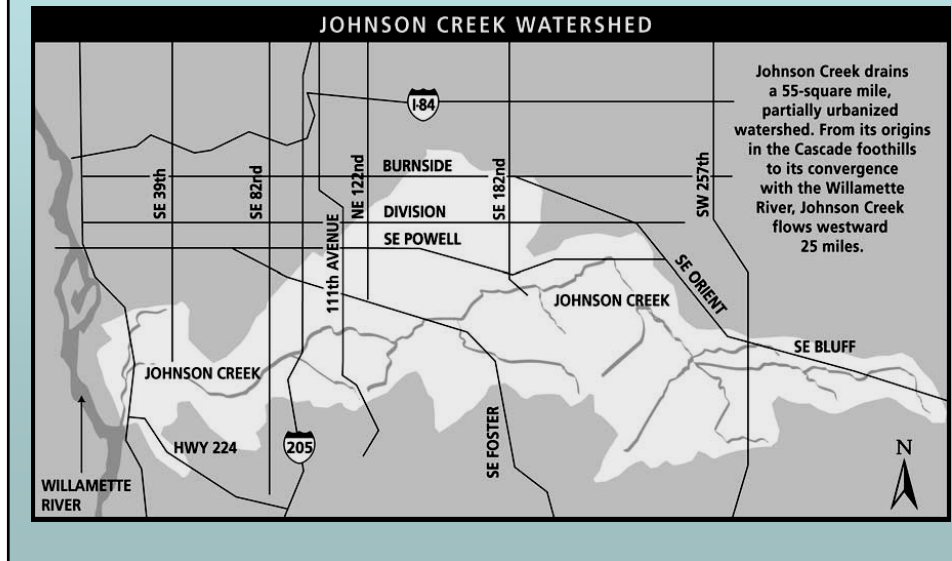 JOHNSON CREEK WATERSHED
Johnson Creek drains
a 55-square mile,
partially urbanized
watershed. From its origins
in the Cascade foothills
to its convergence
with the Willamette
River, Johnson Creek
flows westward
25 miles.
I-84
BURNSIDE
SE 39th
SE 82nd
NE 122nd
SE 182nd
SW 257th
DIVISION
SE POWELL
111th AVENUE
SE ORIENT
JOHNSON CREEK
SE BLUFF
JOHNSON CREEK
SE FOSTER
HWY 224
205
WILLAMETTE
RIVER
N